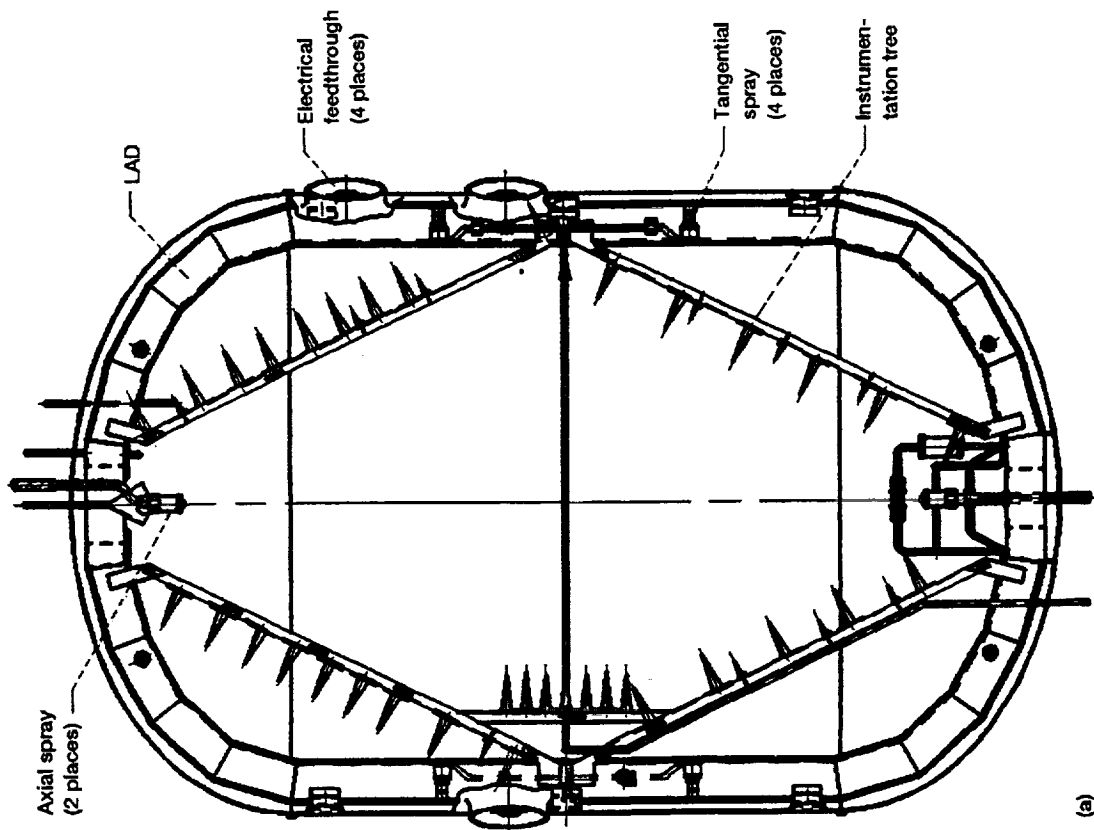 Axial spray
(2 places)
LAD
Electrical
feedthrough
(4 places)
Tangential
spray
(4 places)
Instrumen-
tation tree
(a)